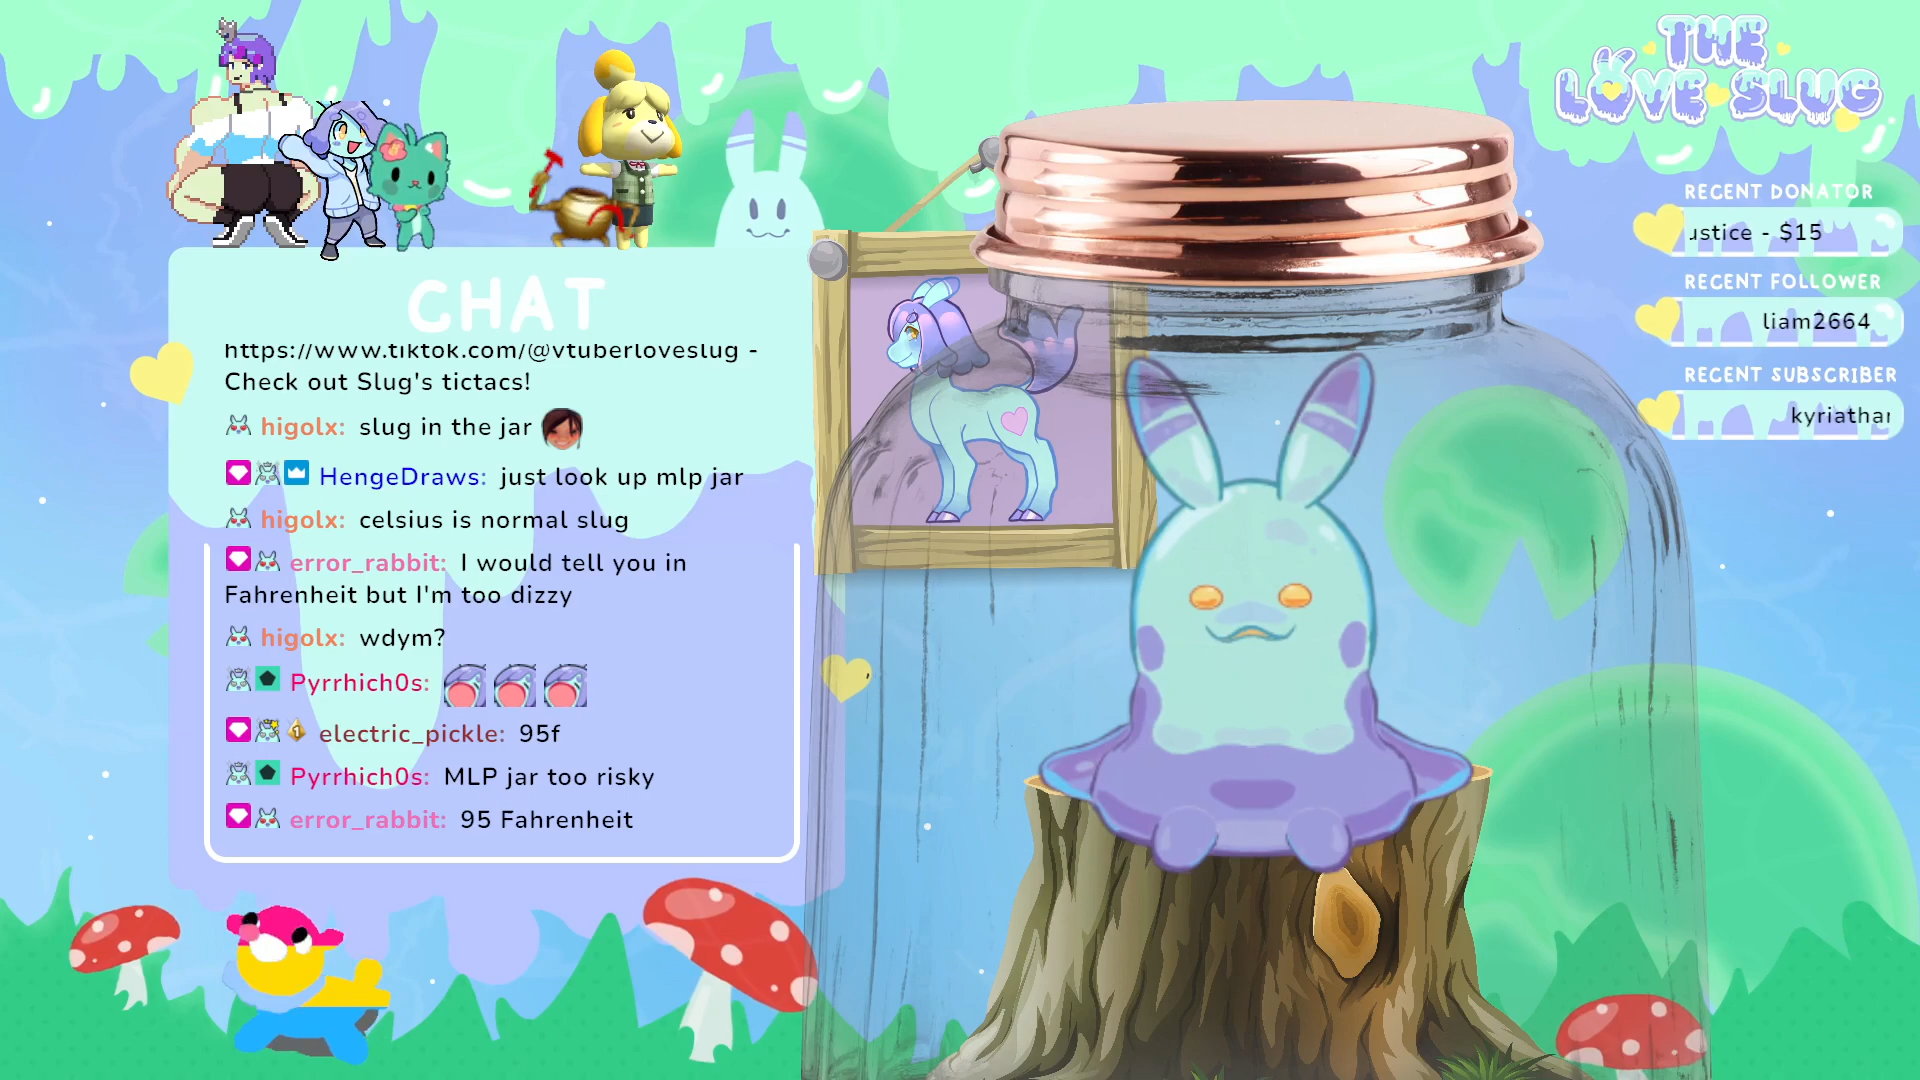 THE
LOVE SLUG
RECENT DONATOR
ustice - $15
RECENT FOLLOWER
liam2664
RECENT SUBSCRIBER
kyriathar
CHAT
https://www.tiktok.com/@vtuberloveslug -
Check out Slug's tictacs!
higolx: slug in the jar
HengeDraws: just look up mlp jar
higolx: celsius is normal slug
error_rabbit: I would tell you in
Fahrenheit but I'm too dizzy
higolx: wdym?
Pyrrhich0s:
1 electric_pickle: 95f
Pyrrhich0s: MLP jar too risky
error_rabbit: 95 Fahrenheit